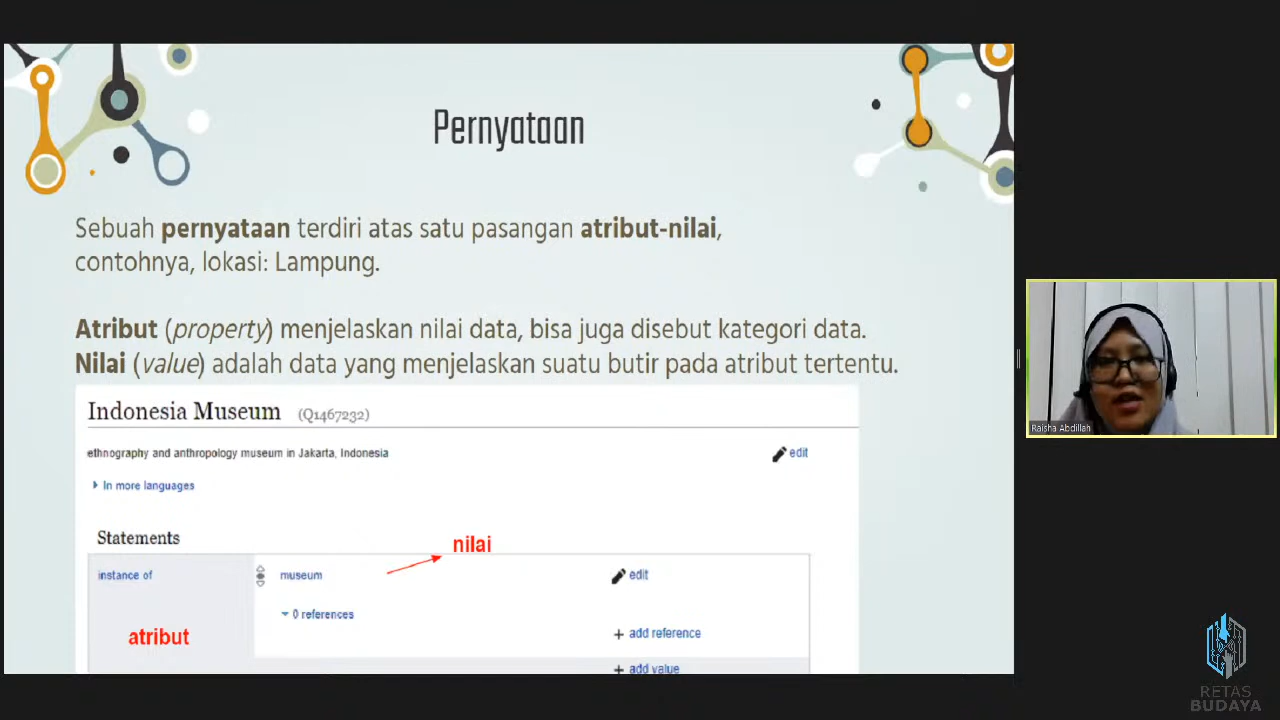 Pernyataan
Sebuah pernyataan terdiri atas satu pasangan atribut-nilai,
contohnya, lokasi: Lampung.
Atribut (property) menjelaskan nilai data, bisa juga disebut kategori data.
Nilai (value) adalah data yang menjelaskan suatu butir pada atribut tertentu.
Indonesia Museum (Q1467232)
ethnography and anthropology museum in Jakarta, Indonesia
edit
In more languages
Statements
nilai
instance of
museum
edit
0 references
atribut
+ add reference
+ add value
Raisha Abdillah
RETAS
BUDAYA